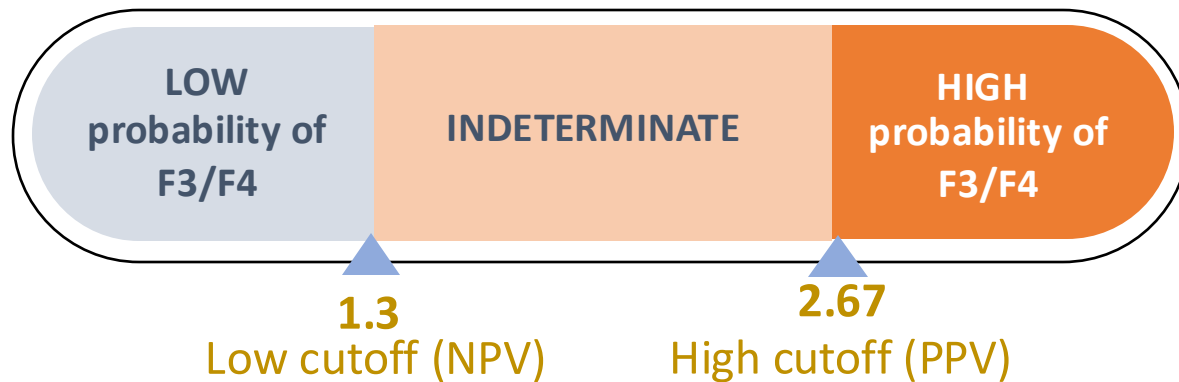 LOW
probability of
F3/F4
INDETERMINATE
HIGH
probability of
F3/F4
1.3
Low cutoff (NPV)
2.67
High cutoff (PPV)